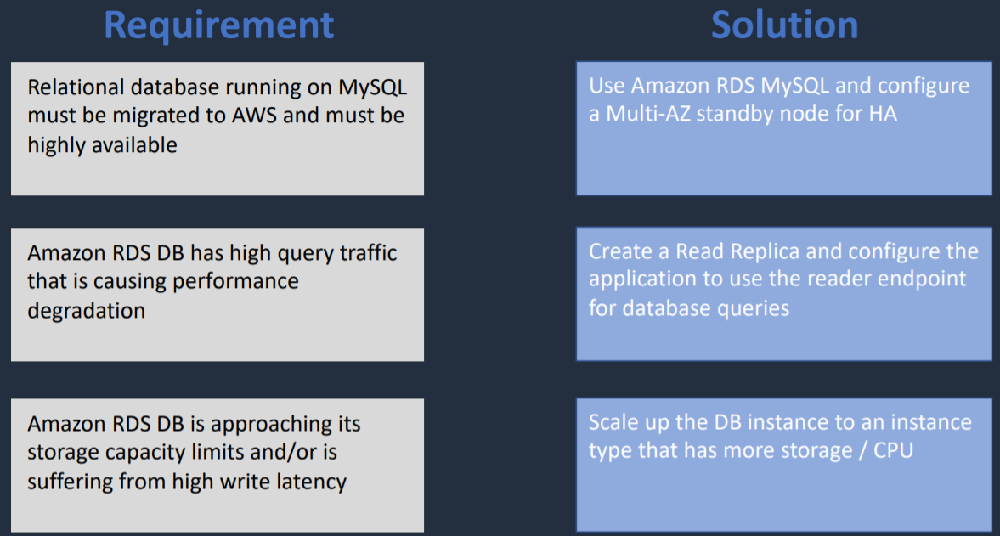 Requirement
Solution
Relational database running on MySQL
must be migrated to AWS and must be
highly available
Use Amazon RDS MySQL and configure
a Multi-AZ standby node for HA
Amazon RDS DB has high query traffic
that is causing performance
degradation
Create a Read Replica and configure the
application to use the reader endpoint
for database queries
Amazon RDS DB is approaching its
storage capacity limits and/or is
suffering from high write latency
Scale up the DB instance to an instance
type that has more storage / CPU